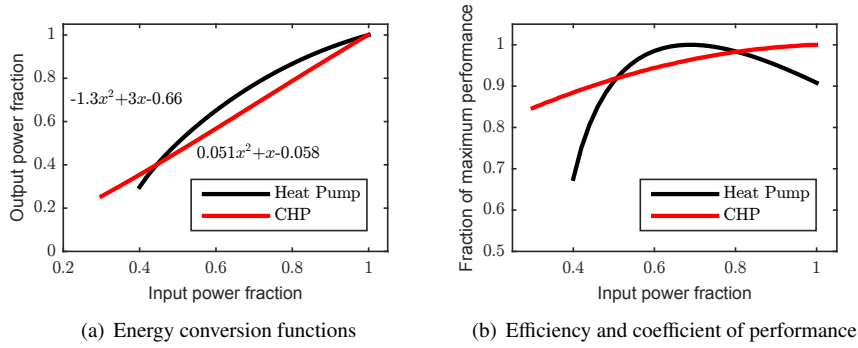 1
0.8
0.6
0.4
0.2
0
Output power fraction
-1.3x²+3x-0.66
0.051x²+x-0.058
Heat Pump
CHP
0.2 0.4 0.6 0.8 1
Input power fraction
(a) Energy conversion functions
1
0.9
0.8
0.7
0.6
0.5
Fraction of maximum performance
Heat Pump
CHP
0.4 0.6 0.8 1
Input power fraction
(b) Efficiency and coefficient of performance